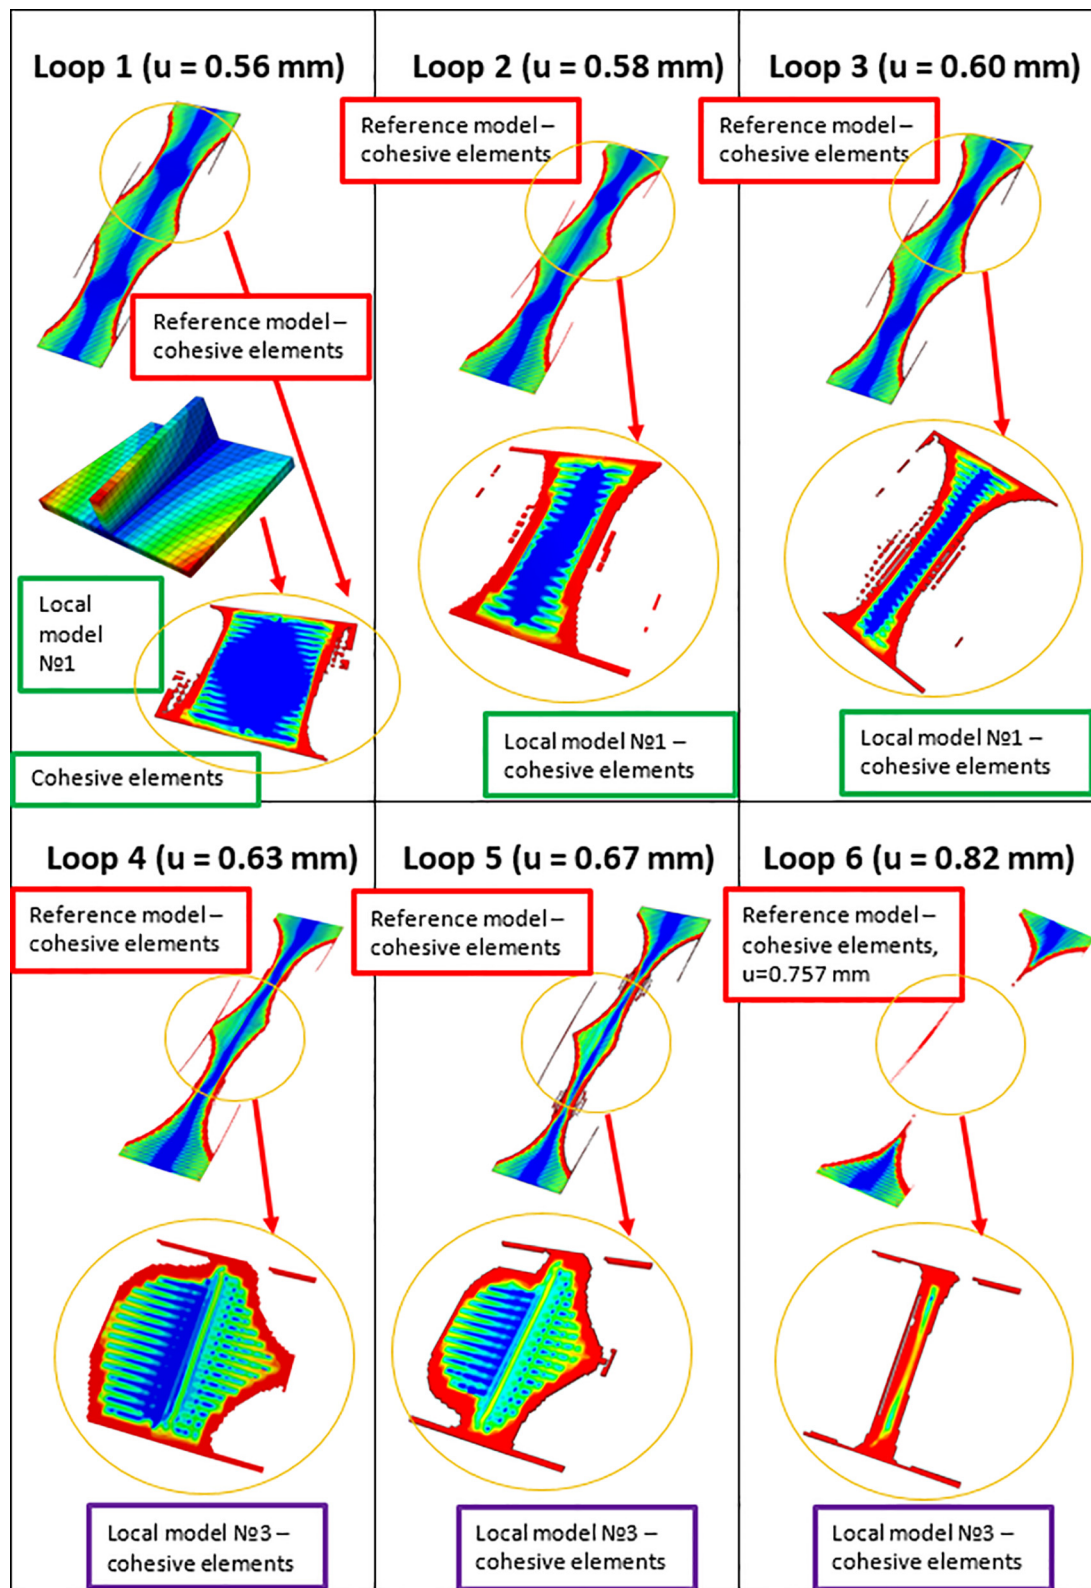 Loop 1 (u = 0.56 mm)
Reference model –
cohesive elements
Local
model
№1
Cohesive elements
Loop 2 (u = 0.58 mm)
Reference model –
cohesive elements
Local model №1 –
cohesive elements
Loop 3 (u = 0.60 mm)
Reference model –
cohesive elements
Local model №1 –
cohesive elements
Loop 4 (u = 0.63 mm)
Reference model –
cohesive elements
Local model №3 –
cohesive elements
Loop 5 (u = 0.67 mm)
Reference model –
cohesive elements
Local model №3 –
cohesive elements
Loop 6 (u = 0.82 mm)
Reference model –
cohesive elements,
u=0.757 mm
Local model №3 –
cohesive elements